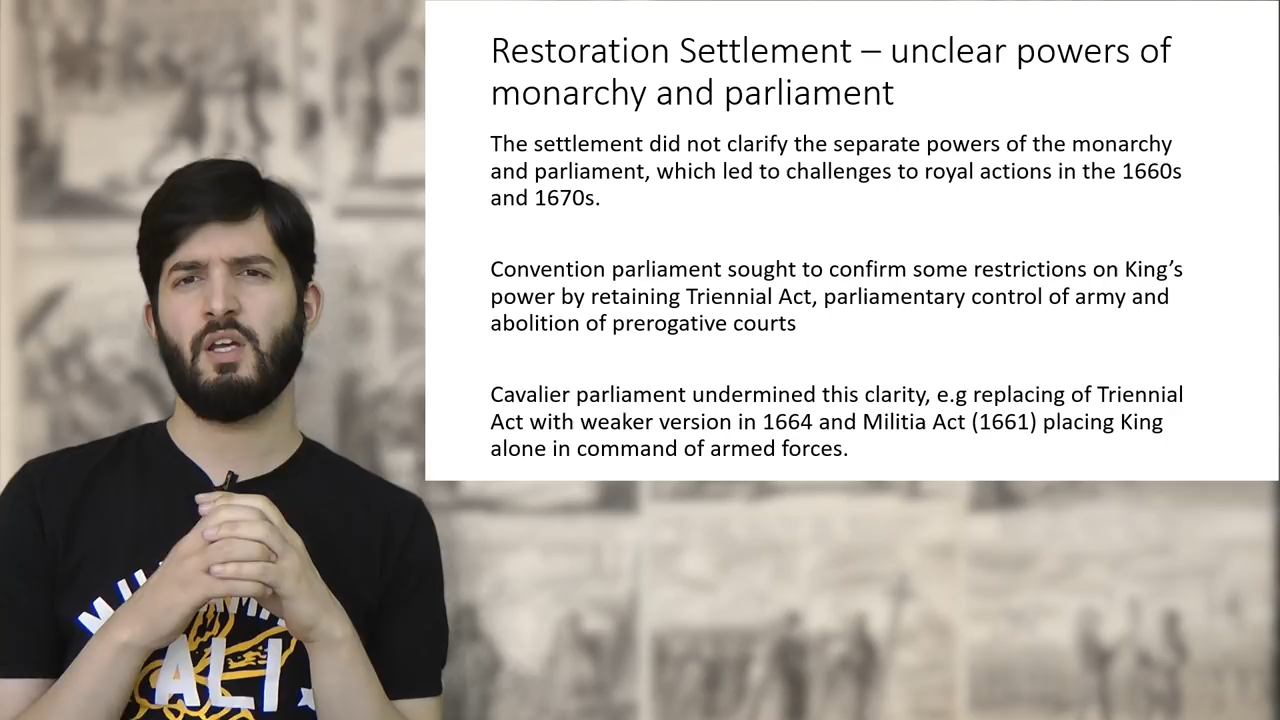 Restoration Settlement – unclear powers of
monarchy and parliament
The settlement did not clarify the separate powers of the monarchy
and parliament, which led to challenges to royal actions in the 1660s
and 1670s.
Convention parliament sought to confirm some restrictions on King’s
power by retaining Triennial Act, parliamentary control of army and
abolition of prerogative courts
Cavalier parliament undermined this clarity, e.g replacing of Triennial
Act with weaker version in 1664 and Militia Act (1661) placing King
alone in command of armed forces.
ALI